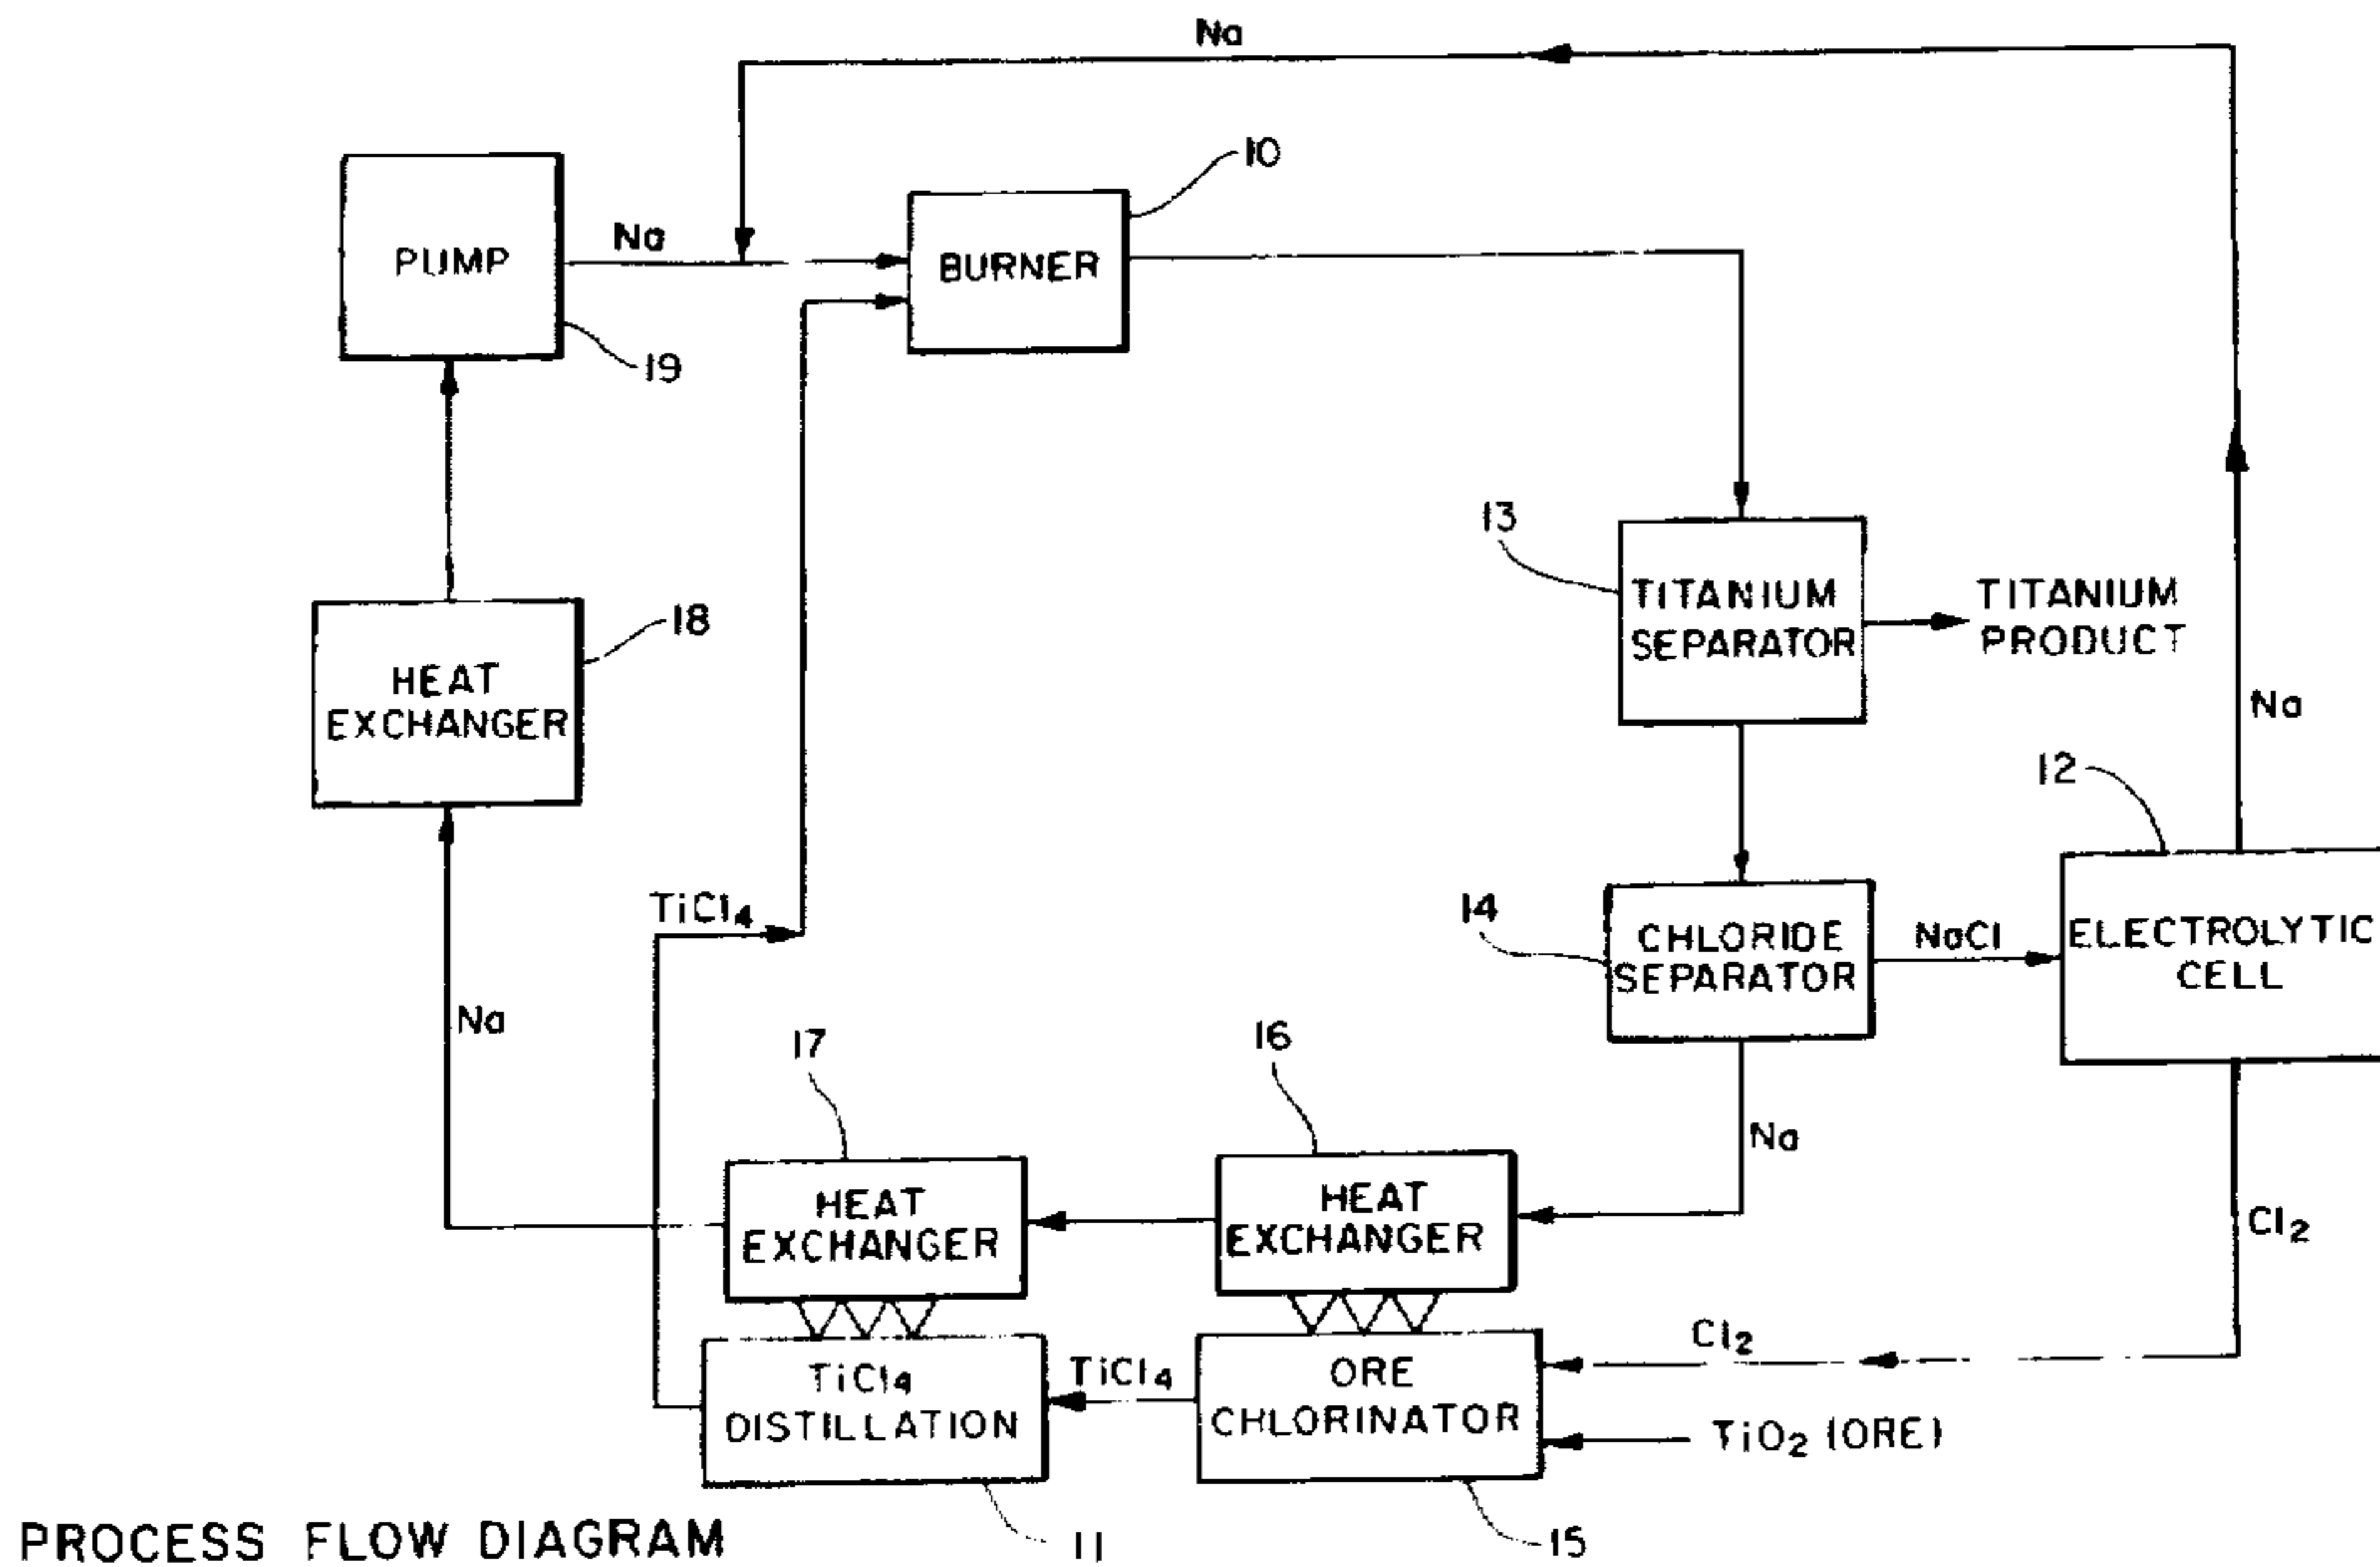 Na
10
PUMP
Na
BURNER
19
13
TITANIUM
SEPARATOR
TITANIUM
PRODUCT
18
HEAT
EXCHANGER
Na
12
TiCl4
14
CHLORIDE
SEPARATOR
NaCl
ELECTROLYTIC
CELL
Na
17
16
Na
HEAT
EXCHANGER
HEAT
EXCHANGER
Cl2
TiCl4
DISTILLATION
TiCl4
ORE
CHLORINATOR
Cl2
TiO2 (ORE)
11
15
PROCESS FLOW DIAGRAM